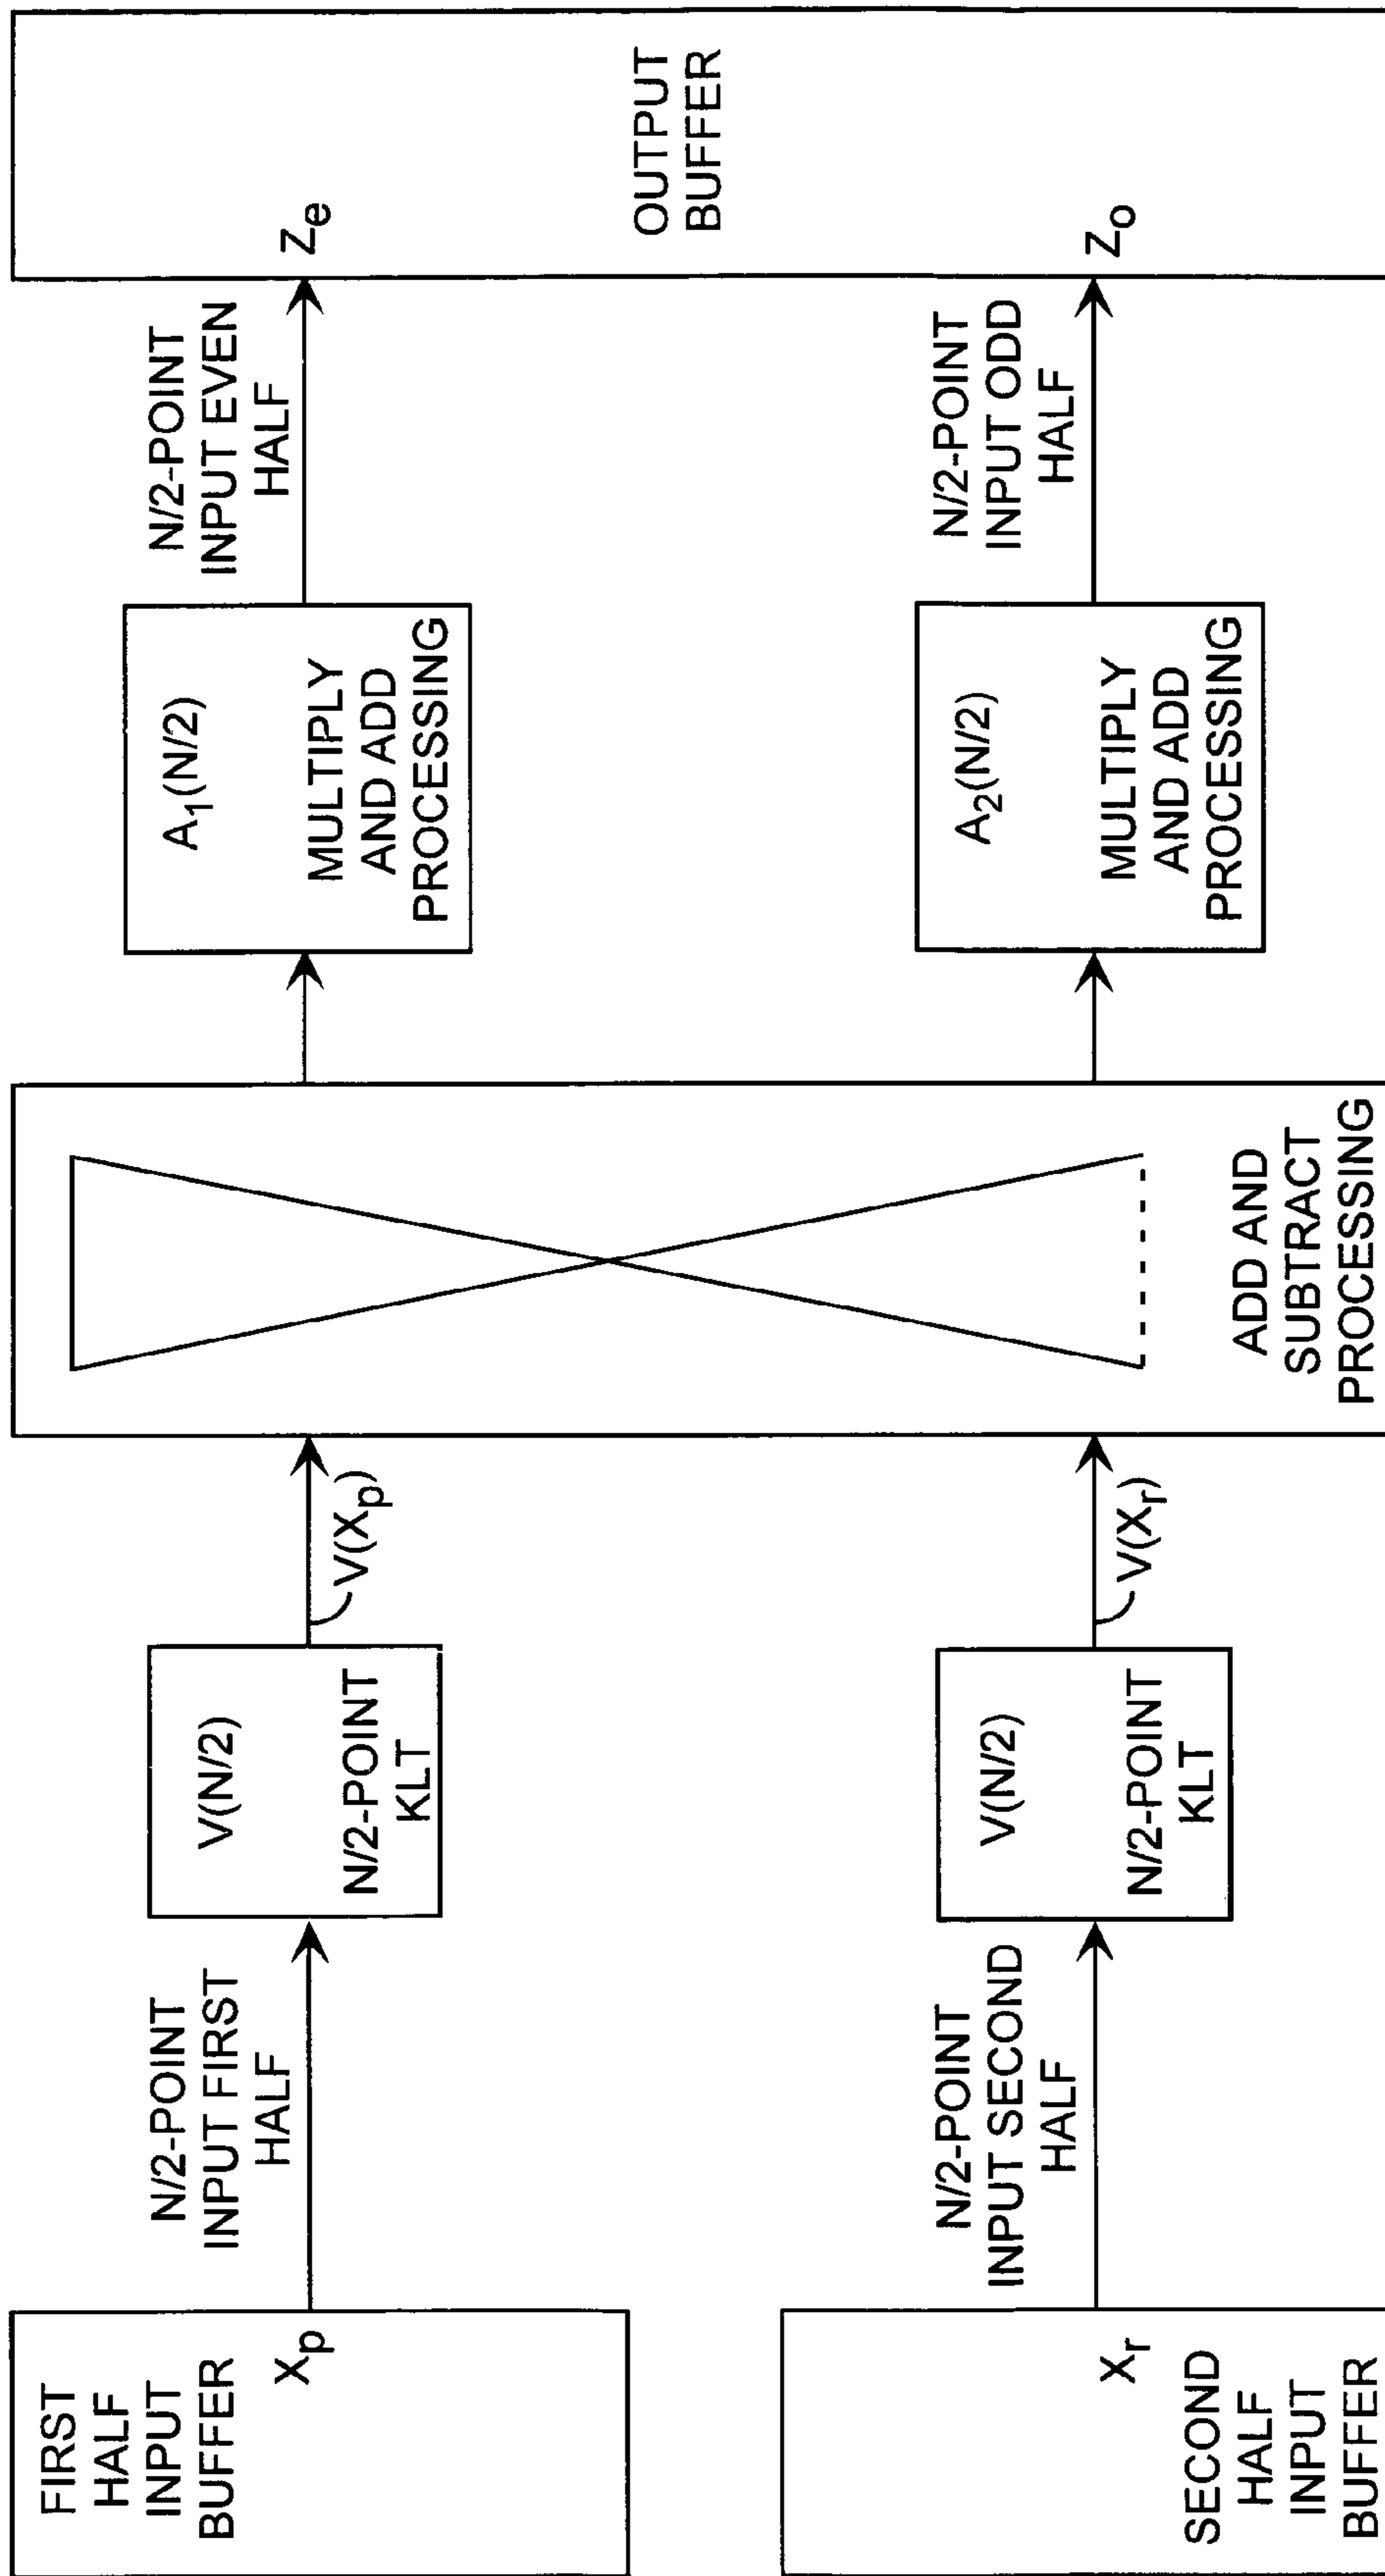 FIRST
HALF
INPUT
BUFFER
Xp
N/2-POINT
INPUT FIRST
HALF
V(N/2)
N/2-POINT
KLT
V(Xp)
SECOND
HALF
INPUT
BUFFER
Xr
N/2-POINT
INPUT SECOND
HALF
V(N/2)
N/2-POINT
KLT
V(Xr)
ADD AND
SUBTRACT
PROCESSING
A1(N/2)
MULTIPLY
AND ADD
PROCESSING
N/2-POINT
INPUT EVEN
HALF
Ze
A2(N/2)
MULTIPLY
AND ADD
PROCESSING
N/2-POINT
INPUT ODD
HALF
Zo
OUTPUT
BUFFER